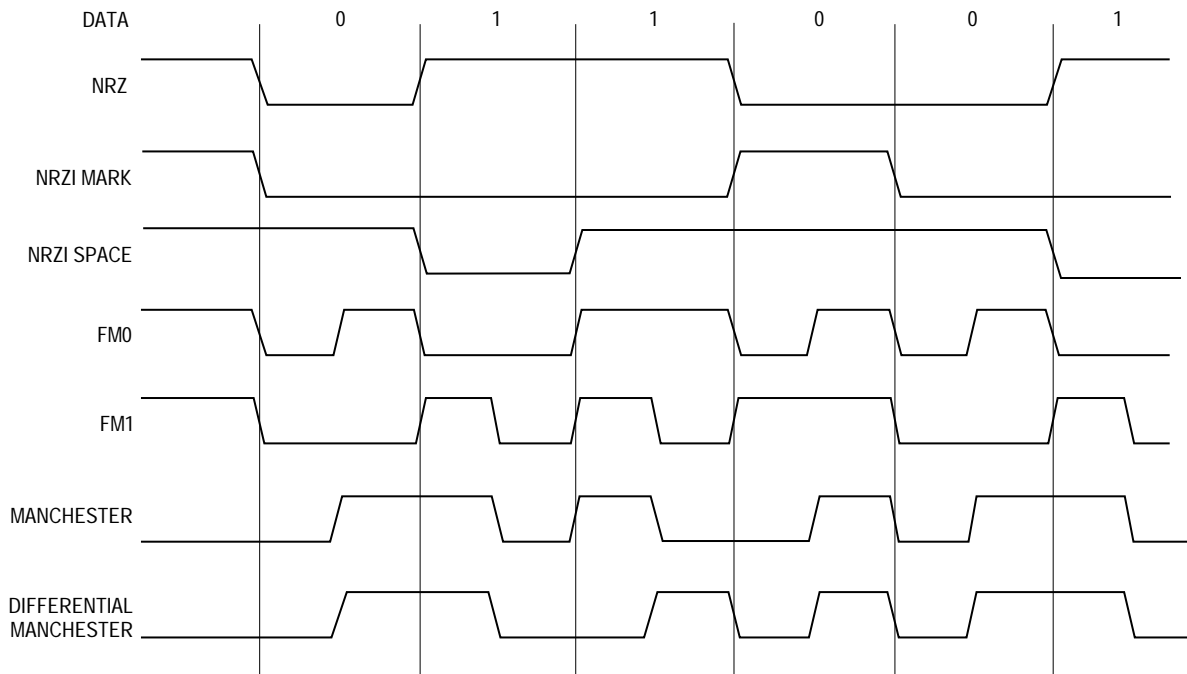 DATA 0 1 1 0 0 1
NRZ
NRZI MARK
NRZI SPACE
FM0
FM1
MANCHESTER
DIFFERENTIAL
MANCHESTER